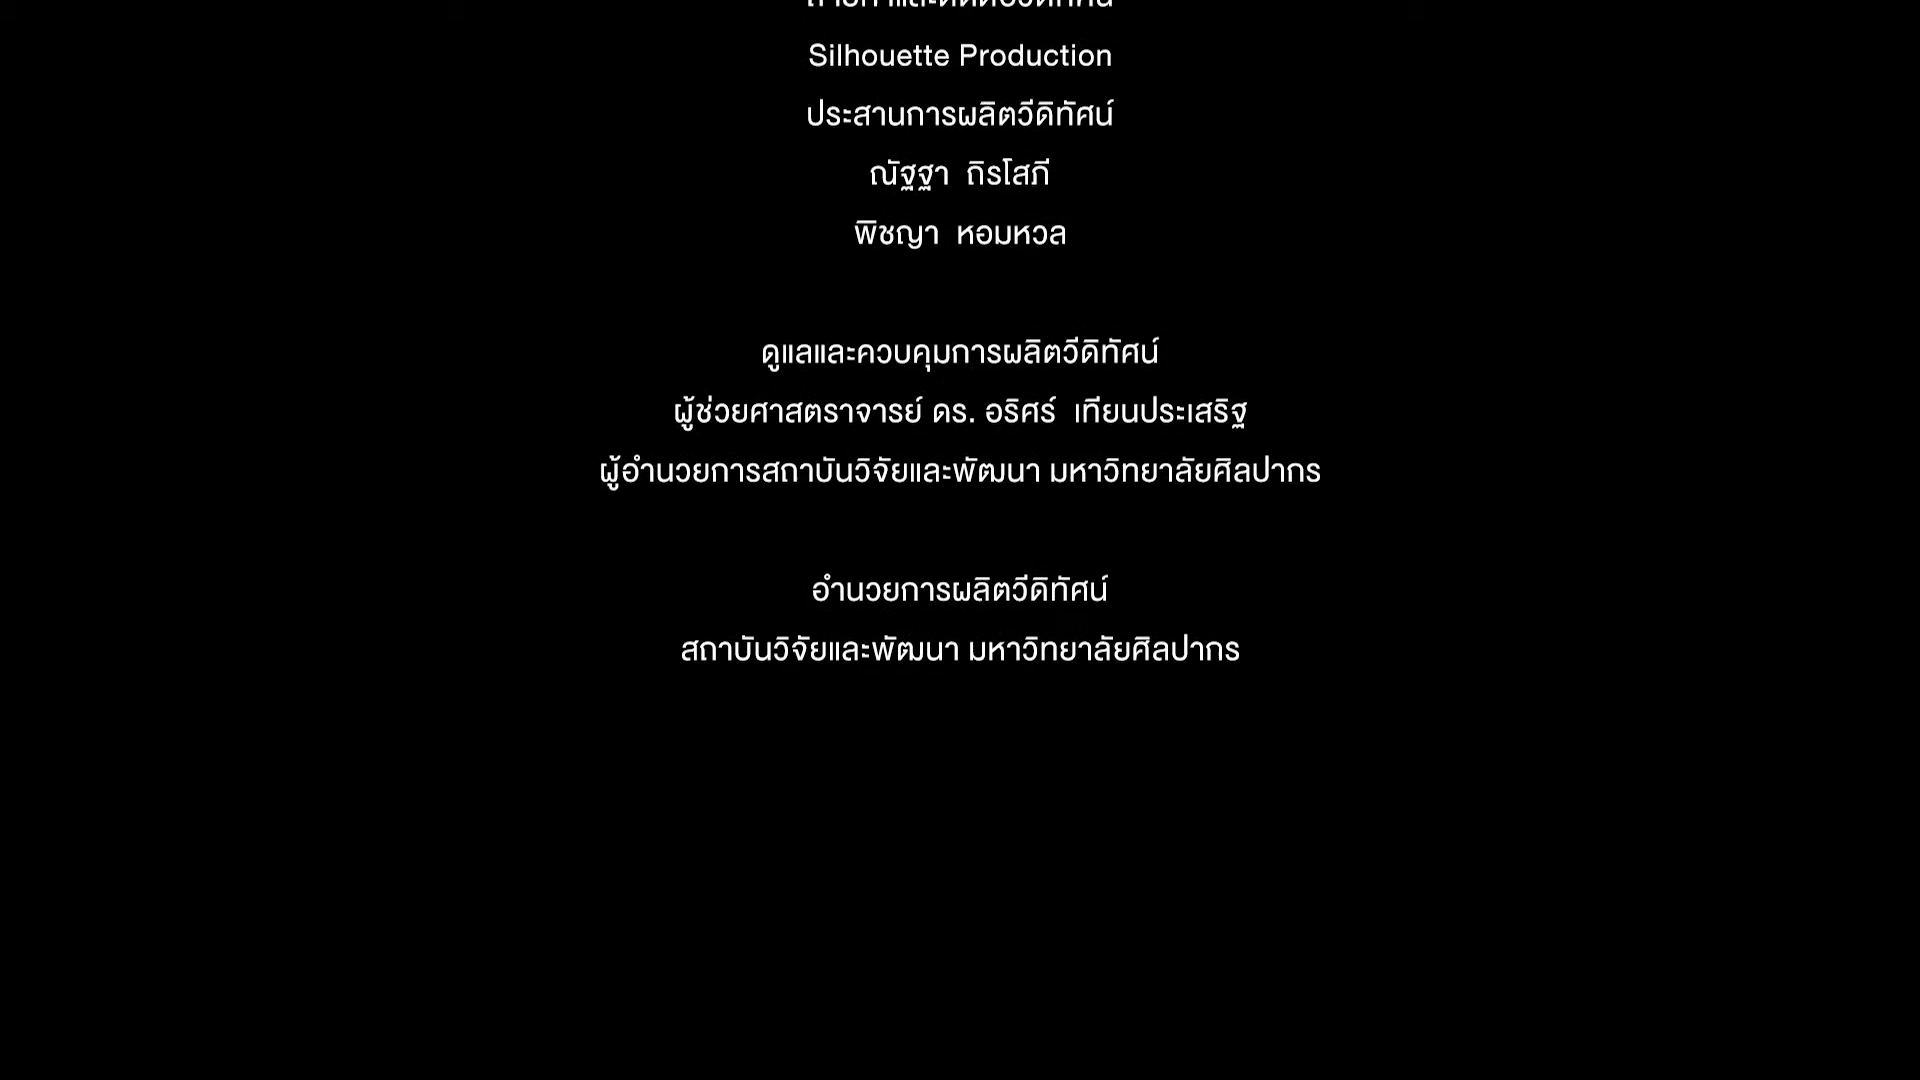 Silhouette Production
ประสานการผลิตวีดิทัศน์
ณัฐฐา ถิรโสภี
พิชญา หอมหวล
ดูแลและควบคุมการผลิตวีดิทัศน์
ผู้ช่วยศาสตราจารย์ ดร. อริศร์ เทียนประเสริฐ
ผู้อำนวยการสถาบันวิจัยและพัฒนา มหาวิทยาลัยศิลปากร
อำนวยการผลิตวีดิทัศน์
สถาบันวิจัยและพัฒนา มหาวิทยาลัยศิลปากร